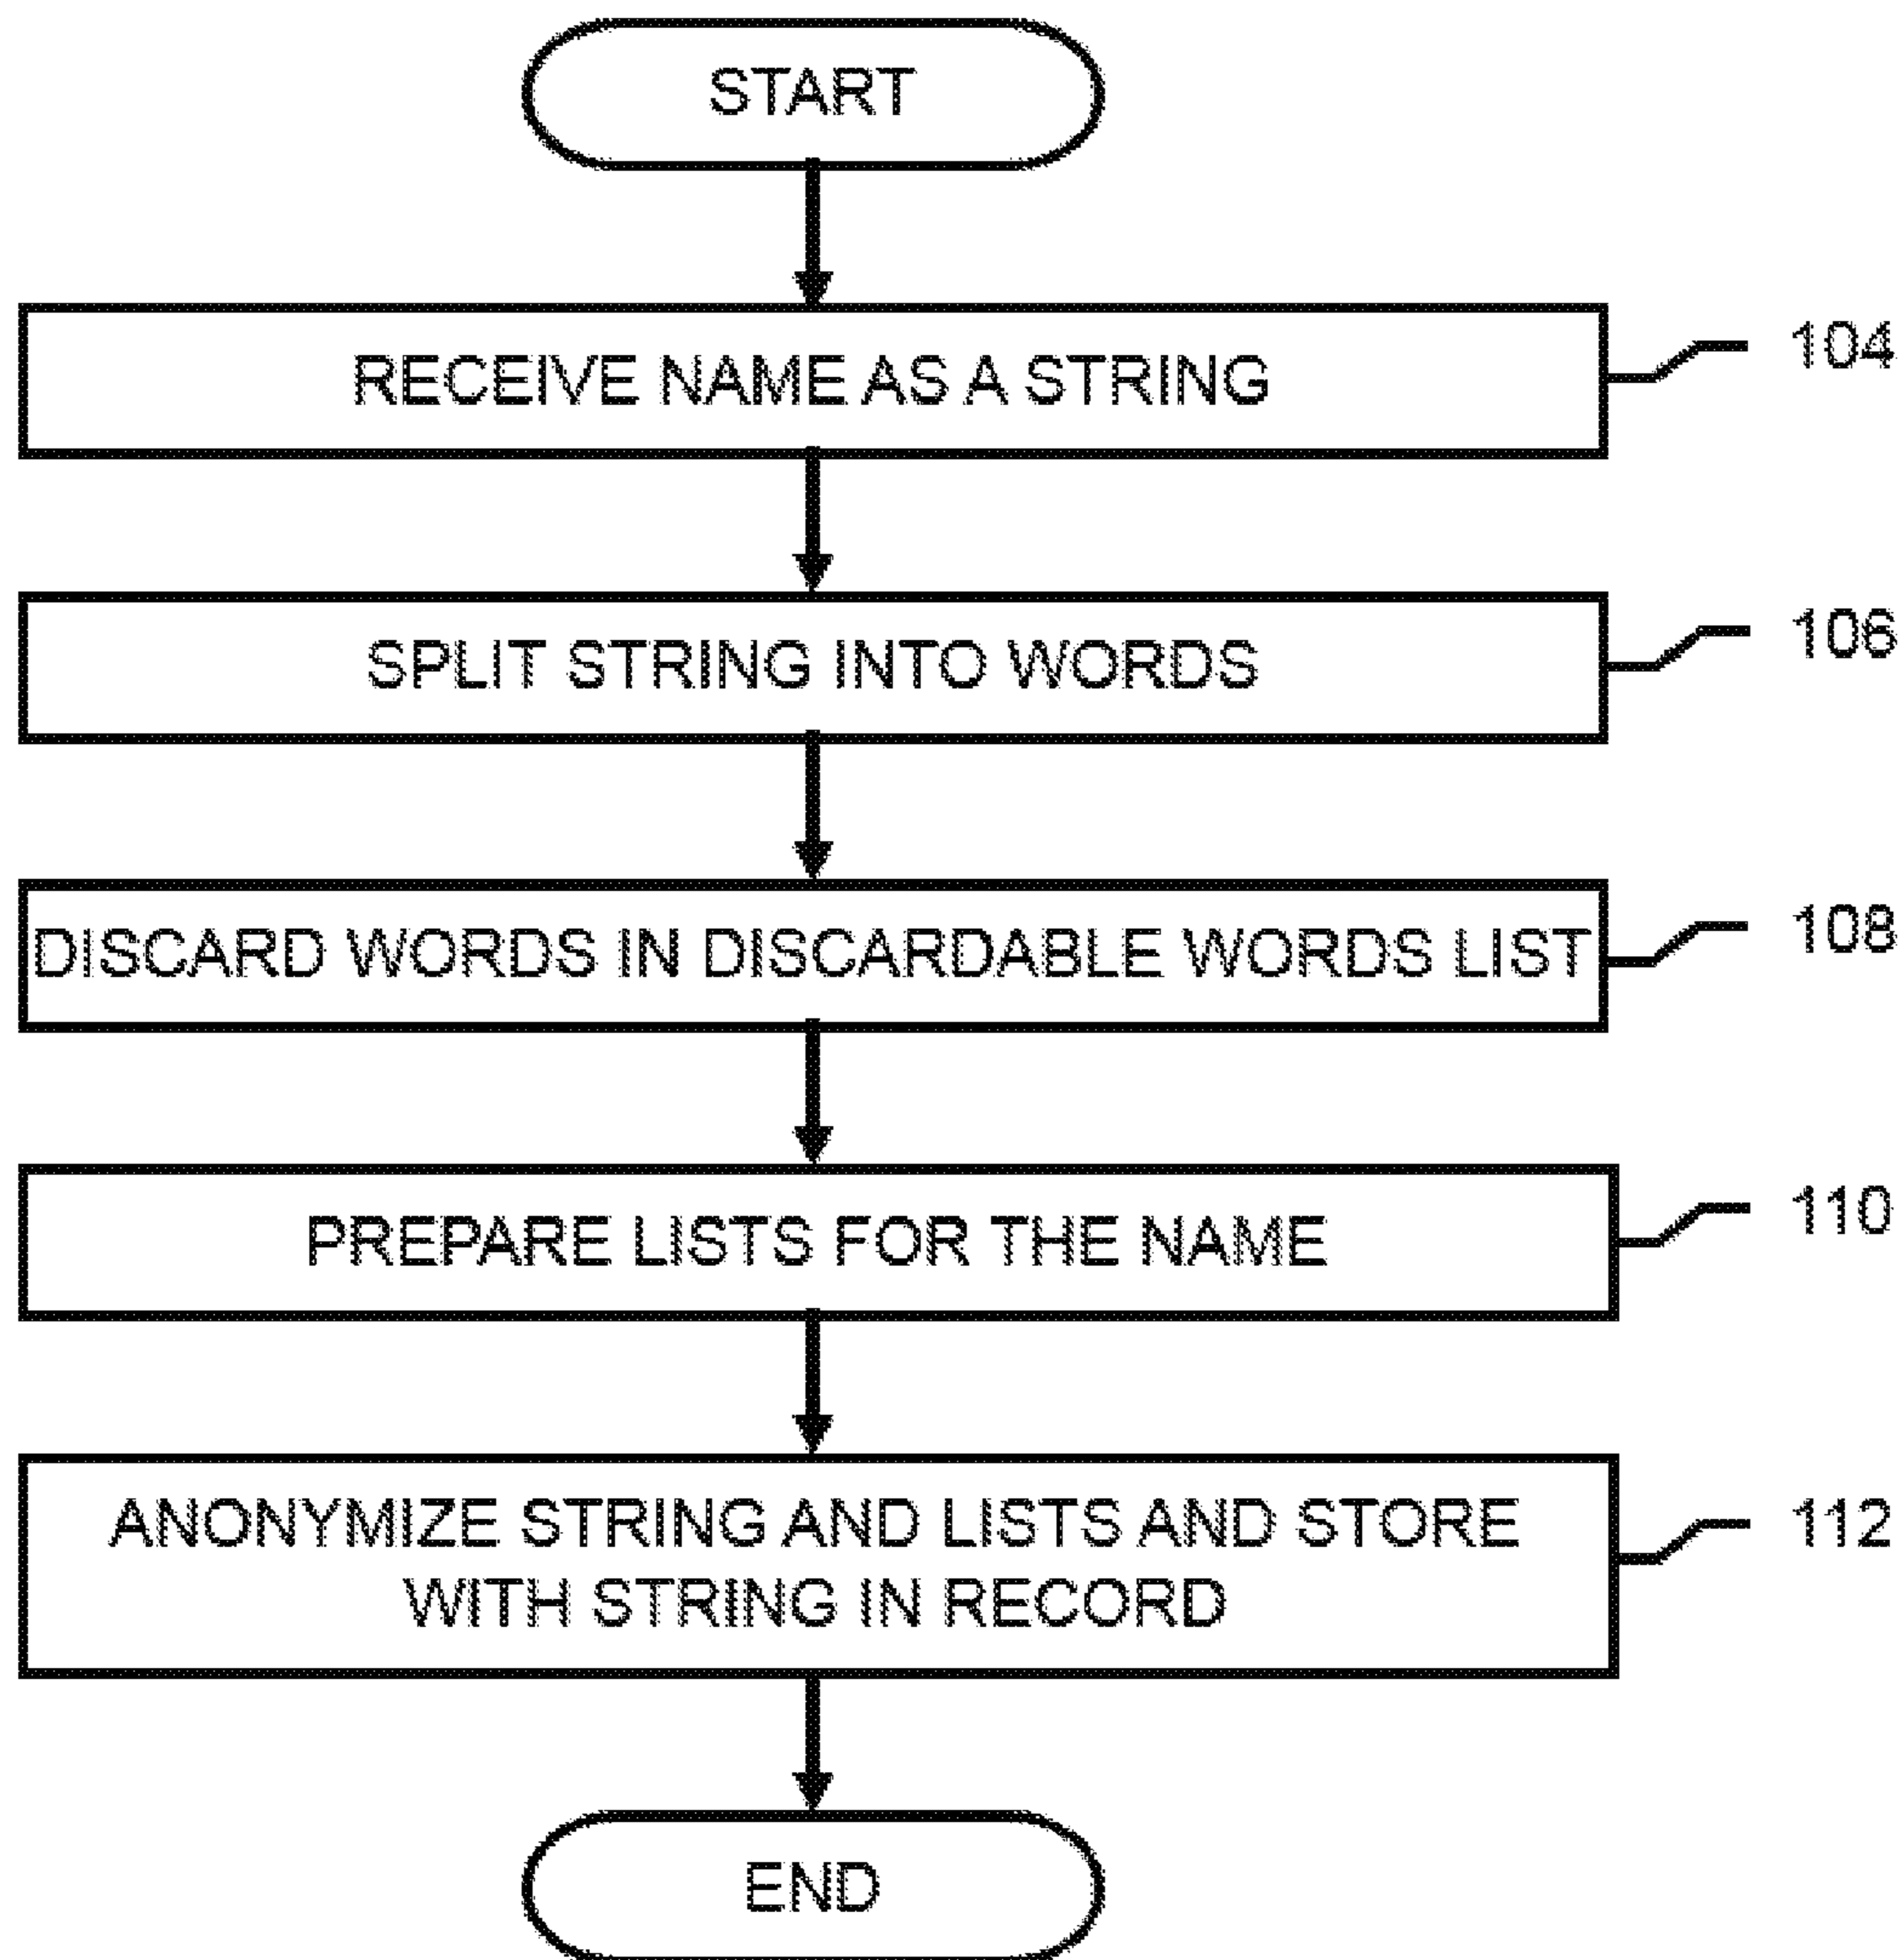 START
RECEIVE NAME AS A STRING
104
SPLIT STRING INTO WORDS
106
DISCARD WORDS IN DISCARDABLE WORDS LIST
108
PREPARE LISTS FOR THE NAME
110
ANONYMIZE STRING AND LISTS AND STORE
WITH STRING IN RECORD
112
END